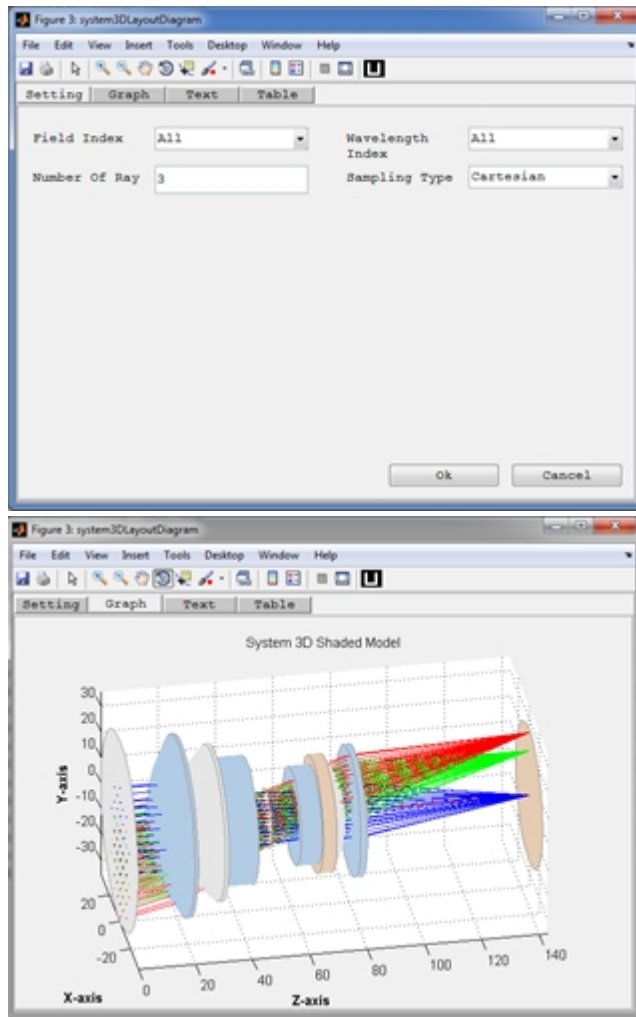 Figure 3: system3DLayoutDiagram
File Edit View Insert Tools Desktop Window Help
Setting Graph Text Table
Field Index All Wavelength Index All
Number Of Ray 3 Sampling Type Cartesian
Ok Cancel
Figure 3: system3DLayoutDiagram
File Edit View Insert Tools Desktop Window Help
Setting Graph Text Table
System 3D Shaded Model
30
20
10
0
-10
-20
-30
Y-axis
20
0
-20
X-axis
0 20 40 60 80 100 120 140
Z-axis